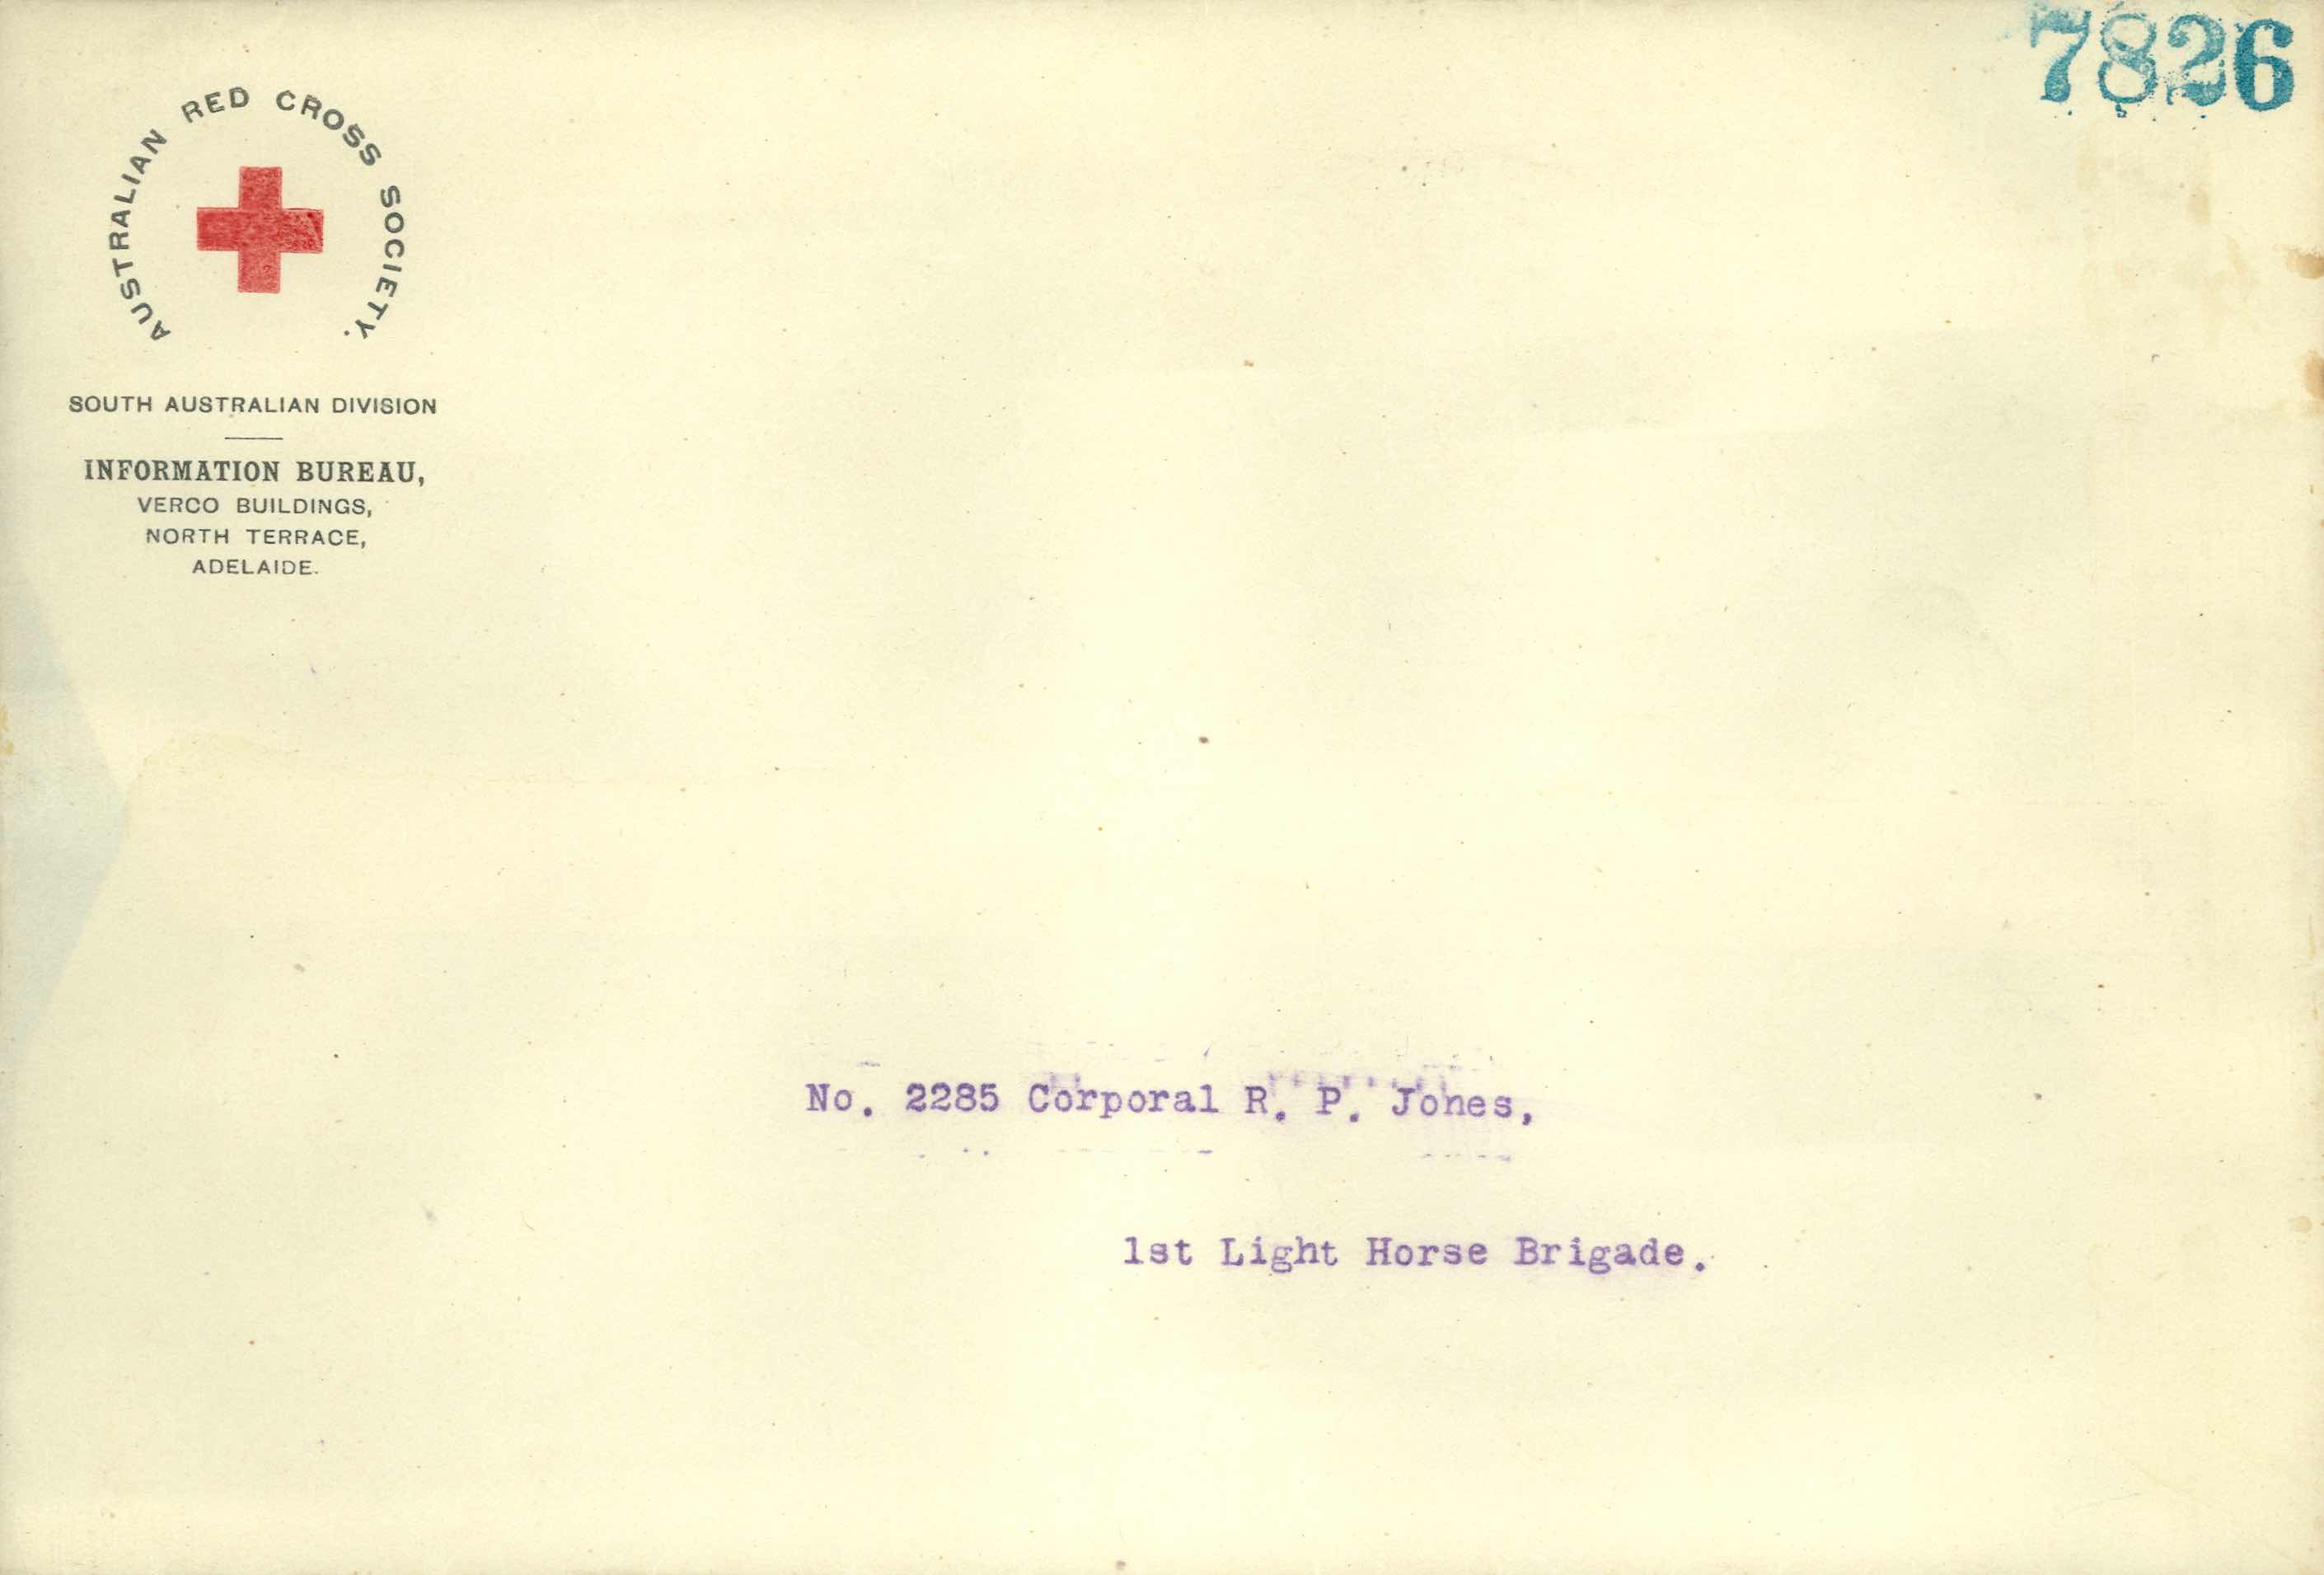 7826
AUSTRALIAN RED CROSS SOCIETY.
SOUTH AUSTRALIAN DIVISION
INFORMATION BUREAU,
VERCO BUILDINGS,
NORTH TERRACE,
ADELAIDE.
No. 2285 Corporal R. P. Jones,
1st Light Horse Brigade.